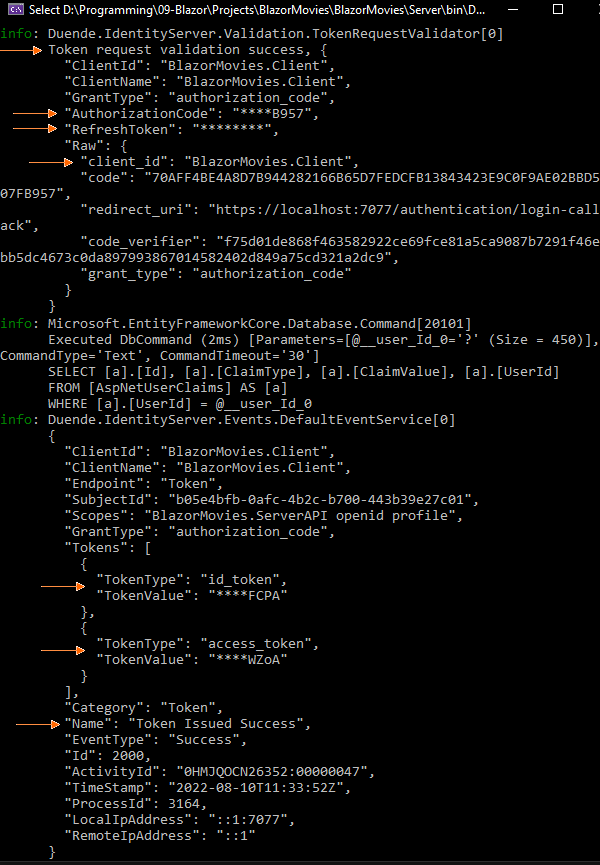 Select D:\Programming\09-Blazor\Projects\BlazorMovies\BlazorMovies\Server\bin\D...
info: Duende.IdentityServer.Validation.TokenRequestValidator[0]
Token request validation success, {
"ClientId": "BlazorMovies.Client",
"ClientName": "BlazorMovies.Client",
"GrantType": "authorization_code",
"AuthorizationCode": "****B957",
"RefreshToken": "********",
"Raw": {
"client_id": "BlazorMovies.Client",
"code": "70AFF4BE4A8D7B944282166B65D7FEDCFB13843423E9C0F9AE02BBD5
07FB957",
"redirect_uri": "https://localhost:7077/authentication/login-call
ack",
"code_verifier": "f75d01de868f463582922ce69fce81a5ca9087b7291f46e
bb5dc4673c0da897993867014582402d849a75cd321a2dc9",
"grant_type": "authorization_code"
}
}
info: Microsoft.EntityFrameworkCore.Database.Command[20101]
Executed DbCommand (2ms) [Parameters=[@__user_Id_0='?' (Size = 450)],
CommandType='Text', CommandTimeout='30']
SELECT [a].[Id], [a].[ClaimType], [a].[ClaimValue], [a].[UserId]
FROM [AspNetUserClaims] AS [a]
WHERE [a].[UserId] = @__user_Id_0
info: Duende.IdentityServer.Events.DefaultEventService[0]
{
"ClientId": "BlazorMovies.Client",
"ClientName": "BlazorMovies.Client",
"Endpoint": "Token",
"SubjectId": "b05e4bfb-0afc-4b2c-b700-443b39e27c01",
"Scopes": "BlazorMovies.ServerAPI openid profile",
"GrantType": "authorization_code",
"Tokens": [
{
"TokenType": "id_token",
"TokenValue": "****FCPA"
},
{
"TokenType": "access_token",
"TokenValue": "****WZoA"
}
],
"Category": "Token",
"Name": "Token Issued Success",
"EventType": "Success",
"Id": 2000,
"ActivityId": "0HMJQOCN26352:00000047",
"TimeStamp": "2022-08-10T11:33:52Z",
"ProcessId": 3164,
"LocalIpAddress": "::1:7077",
"RemoteIpAddress": "::1"
}